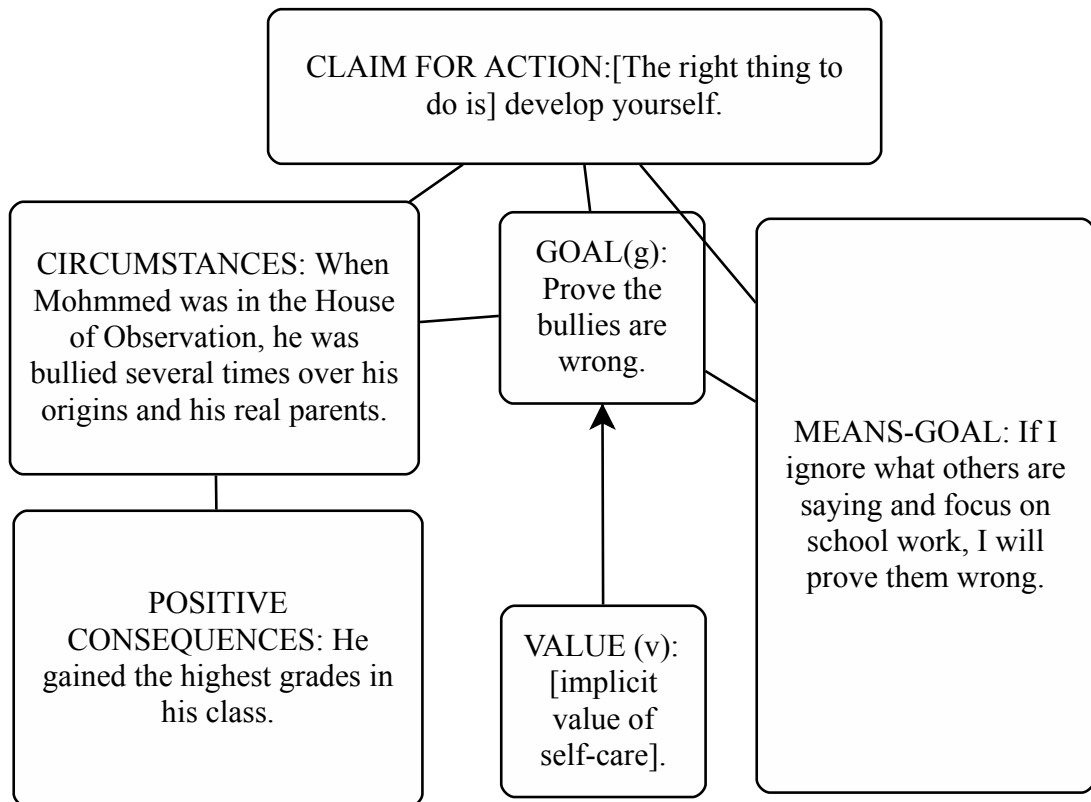 CLAIM FOR ACTION:[The right thing to
do is] develop yourself.
CIRCUMSTANCES: When
Mohmmed was in the House
of Observation, he was
bullied several times over his
origins and his real parents.
GOAL(g):
Prove the
bullies are
wrong.
MEANS-GOAL: If I
ignore what others are
saying and focus on
school work, I will
prove them wrong.
POSITIVE
CONSEQUENCES: He
gained the highest grades in
his class.
VALUE (v):
[implicit
value of
self-care].